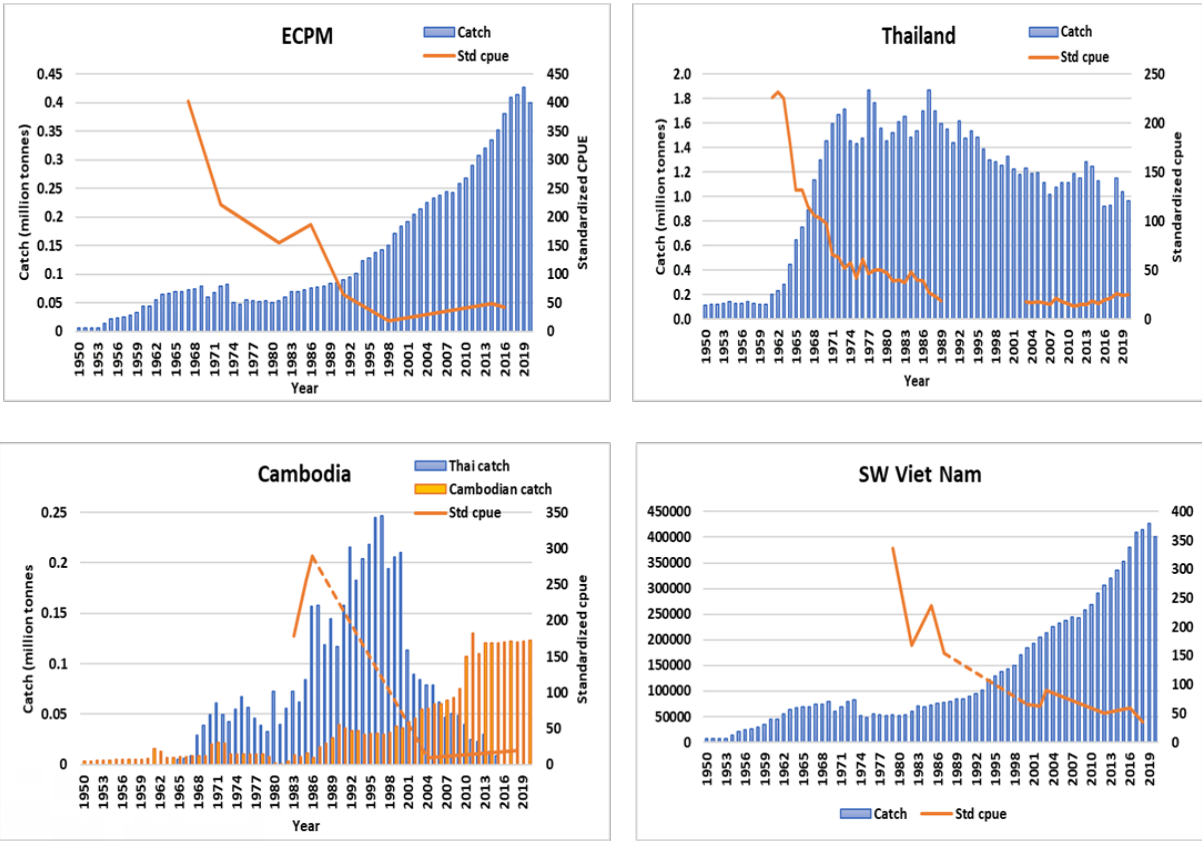 ECPM
Catch
Std cpue
Catch (million tonnes)
0.45
0.4
0.35
0.3
0.25
0.2
0.15
0.1
0.05
0
450
400
350
300
250
200
150
100
50
0
Standardized CPUE
1950 1953 1956 1959 1962 1965 1968 1971 1974 1977 1980 1983 1986 1989 1992 1995 1998 2001 2004 2007 2010 2013 2016 2019
Year
Thailand
Catch
Std cpue
Catch (million tonnes)
2.0
1.8
1.6
1.4
1.2
1.0
0.8
0.6
0.4
0.2
0.0
250
200
150
100
50
0
Standardized cpue
1950 1953 1956 1959 1962 1965 1968 1971 1974 1977 1980 1983 1986 1989 1992 1995 1998 2001 2004 2007 2010 2013 2016 2019
Year
Cambodia
Thai catch
Cambodian catch
Std cpue
Catch (million tonnes
0.25
0.2
0.15
0.1
0.05
0
350
300
250
200
150
100
50
0
Standardized cpue
1950 1953 1956 1959 1962 1965 1968 1971 1974 1977 1980 1983 1986 1989 1992 1995 1998 2001 2004 2007 2010 2013 2016 2019
Year
SW Viet Nam
450000
400000
350000
300000
250000
200000
150000
100000
50000
0
400
350
300
250
200
150
100
50
0
1950 1953 1956 1959 1962 1965 1968 1971 1974 1977 1980 1983 1986 1989 1992 1995 1998 2001 2004 2007 2010 2013 2016 2019
Catch
Std cpue